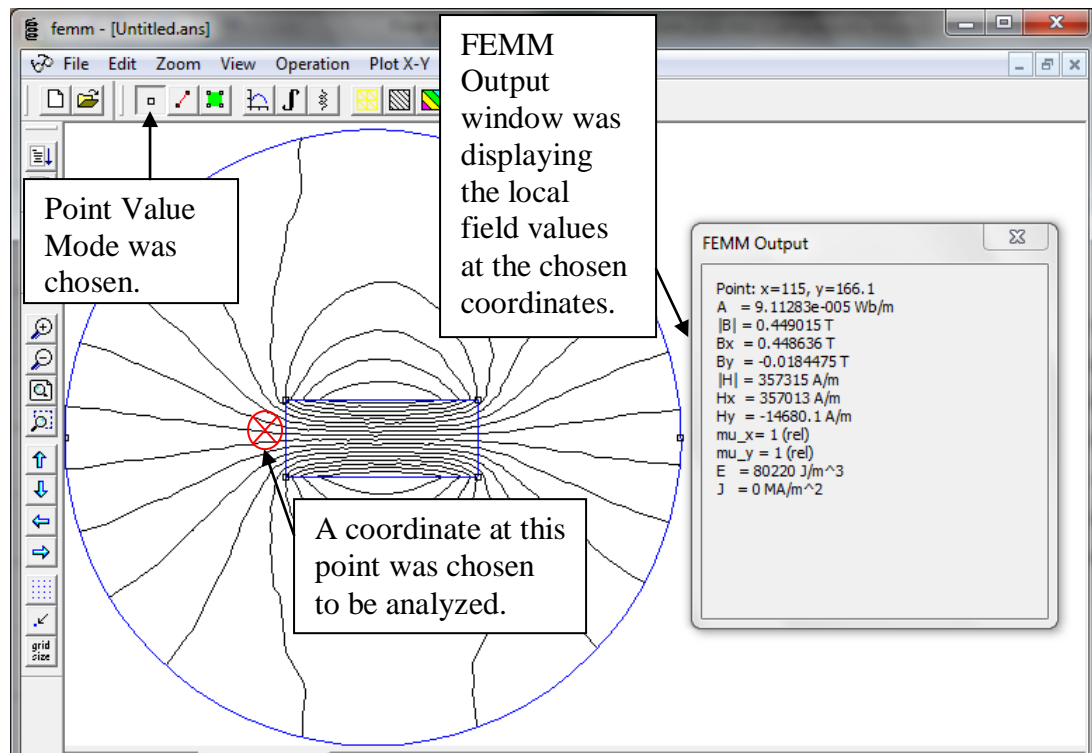 femm - [Untitled.ans]
File Edit Zoom View Operation Plot X-Y
FEMM
Output
window was
displaying
the local
field values
at the chosen
coordinates.
Point Value
Mode was
chosen.
FEMM Output
Point: x=115, y=166.1
A = 9.11283e-005 Wb/m
|B| = 0.449015 T
Bx = 0.448636 T
By = -0.0184475 T
|H| = 357315 A/m
Hx = 357013 A/m
Hy = -14680.1 A/m
mu_x= 1 (rel)
mu_y = 1 (rel)
E = 80220 J/m^3
J = 0 MA/m^2
A coordinate at this
point was chosen
to be analyzed.
grid
size